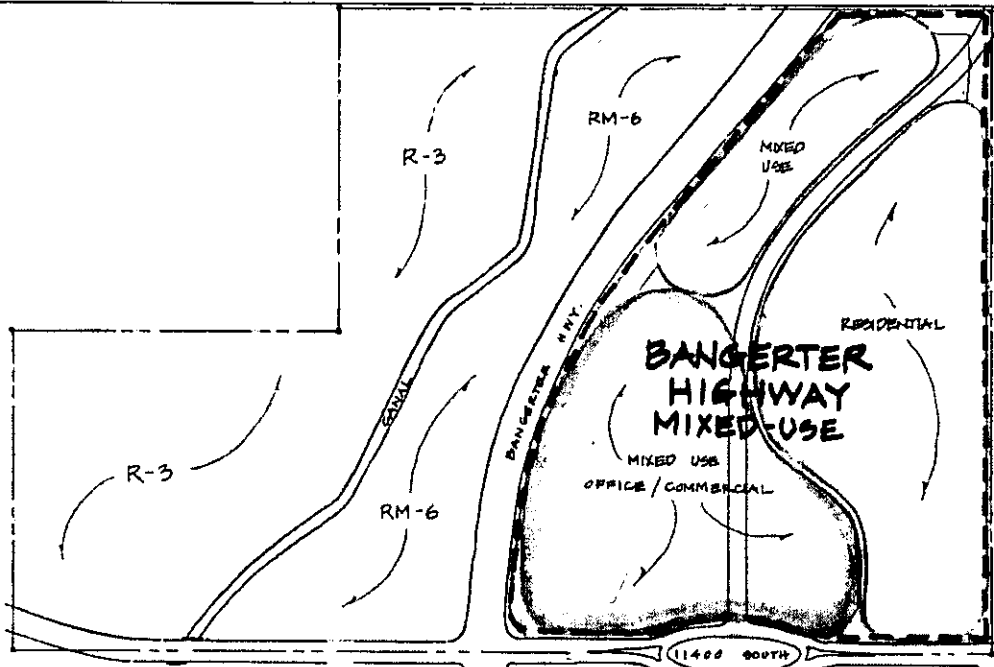 RM-6
R-3
MIXED
USE
RESIDENTIAL
BANGERTER HWY.
BANGERTER
HIGHWAY
MIXED-USE
CANAL
MIXED USE
OFFICE/COMMERCIAL
R-3
RM-6
11400 SOUTH